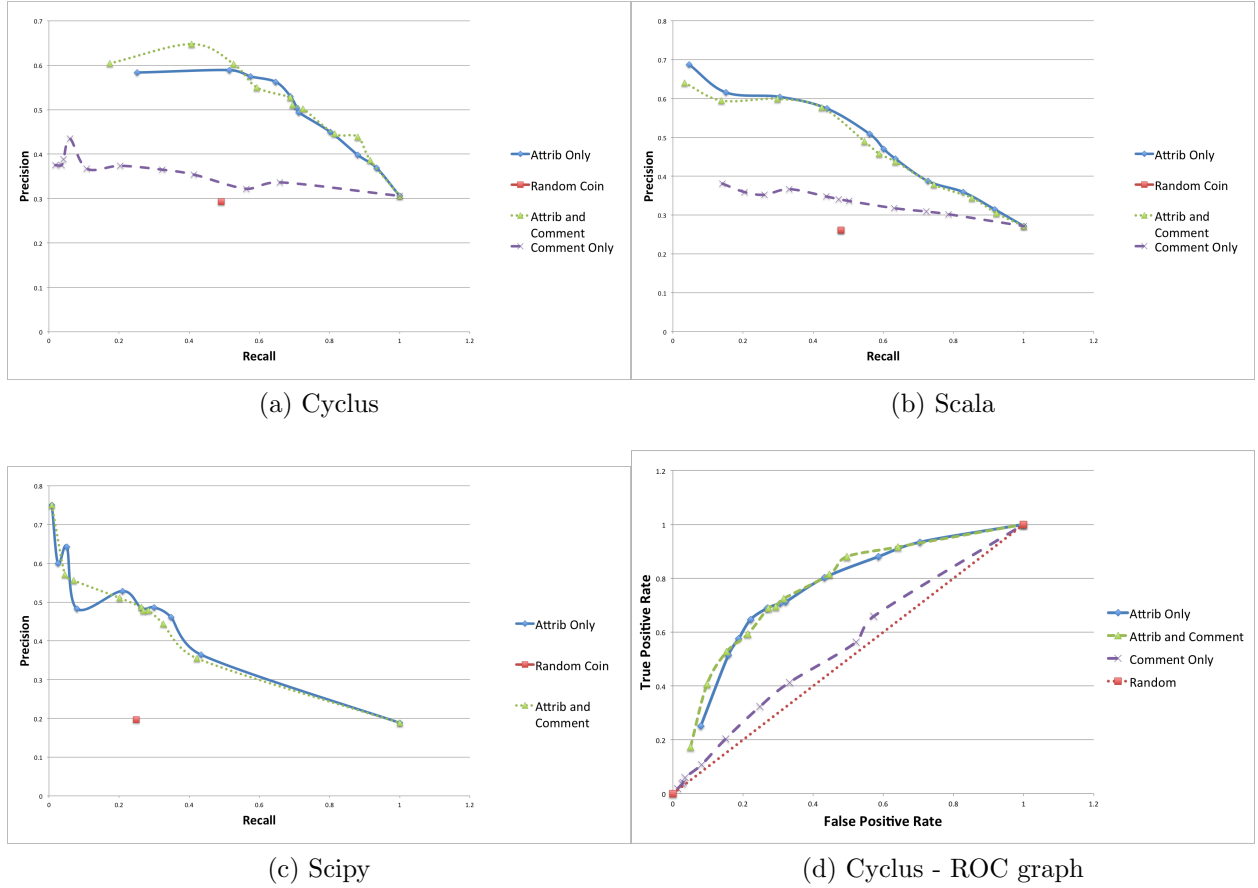 0.7
0.6
0.5
0.4
0.3
0.2
0.1
0
0
0.2
0.4
0.6
0.8
1
1.2
Precision
Recall
Attrib Only
Random Coin
Attrib and
Comment
Comment Only
(a) Cyclus
0.8
0.7
0.6
0.5
0.4
0.3
0.2
0.1
0
0
0.2
0.4
0.6
0.8
1
1.2
Precision
Recall
Attrib Only
Random Coin
Attrib and
Comment
Comment Only
(b) Scala
0.8
0.7
0.6
0.5
0.4
0.3
0.2
0.1
0
0
0.2
0.4
0.6
0.8
1
1.2
Precision
Recall
Attrib Only
Random Coin
Attrib and
Comment
(c) Scipy
1.2
1
0.8
0.6
0.4
0.2
0
0
0.2
0.4
0.6
0.8
1
1.2
True Positive Rate
False Positive Rate
Attrib Only
Attrib and Comment
Comment Only
Random
(d) Cyclus - ROC graph